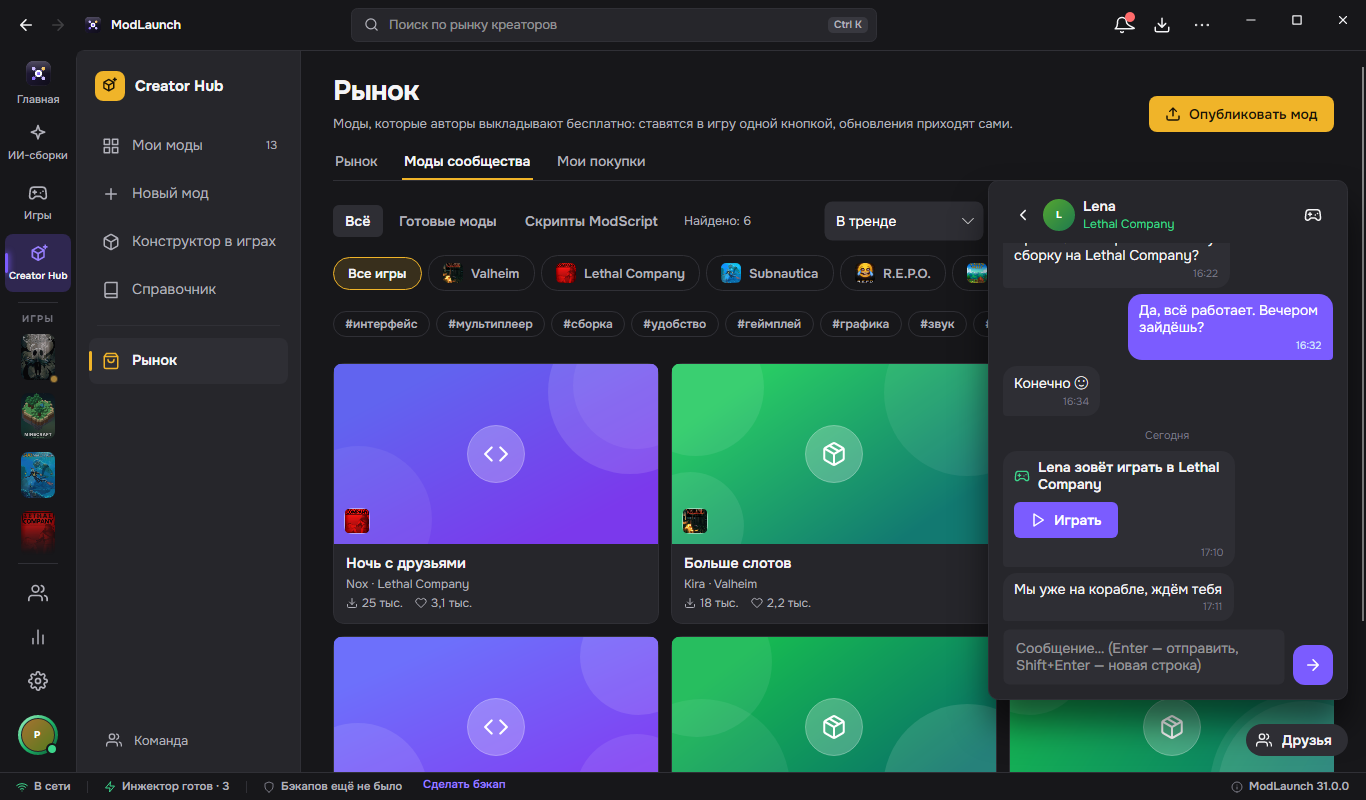 ModLaunch
Поиск по рынку креаторов
Ctrl K
Главная
ИИ-сборки
Игры
Creator Hub
ИГРЫ
MINECRAFT
LETHAL COMPANY
Creator Hub
Мои моды 13
Новый мод
Конструктор в играх
Справочник
Рынок
Команда
Рынок
Моды, которые авторы выкладывают бесплатно: ставятся в игру одной кнопкой, обновления приходят сами.
Опубликовать мод
Рынок Моды сообщества Мои покупки
Всё Готовые моды Скрипты ModScript Найдено: 6 В тренде
Все игры Valheim Lethal Company Subnautica R.E.P.O.
#интерфейс #мультиплеер #сборка #удобство #геймплей #графика #звук
Ночь с друзьями
Nox · Lethal Company
25 тыс. 3,1 тыс.
Больше слотов
Kira · Valheim
18 тыс. 2,2 тыс.
L
Lena
Lethal Company
сборку на Lethal Company?
16:22
Да, всё работает. Вечером
зайдёшь?
16:32
Конечно
16:34
Сегодня
Lena зовёт играть в Lethal
Company
Играть
17:10
Мы уже на корабле, ждём тебя
17:11
Сообщение... (Enter — отправить,
Shift+Enter — новая строка)
Друзья
P
В сети
Инжектор готов · 3
Бэкапов ещё не было
Сделать бэкап
ModLaunch 31.0.0